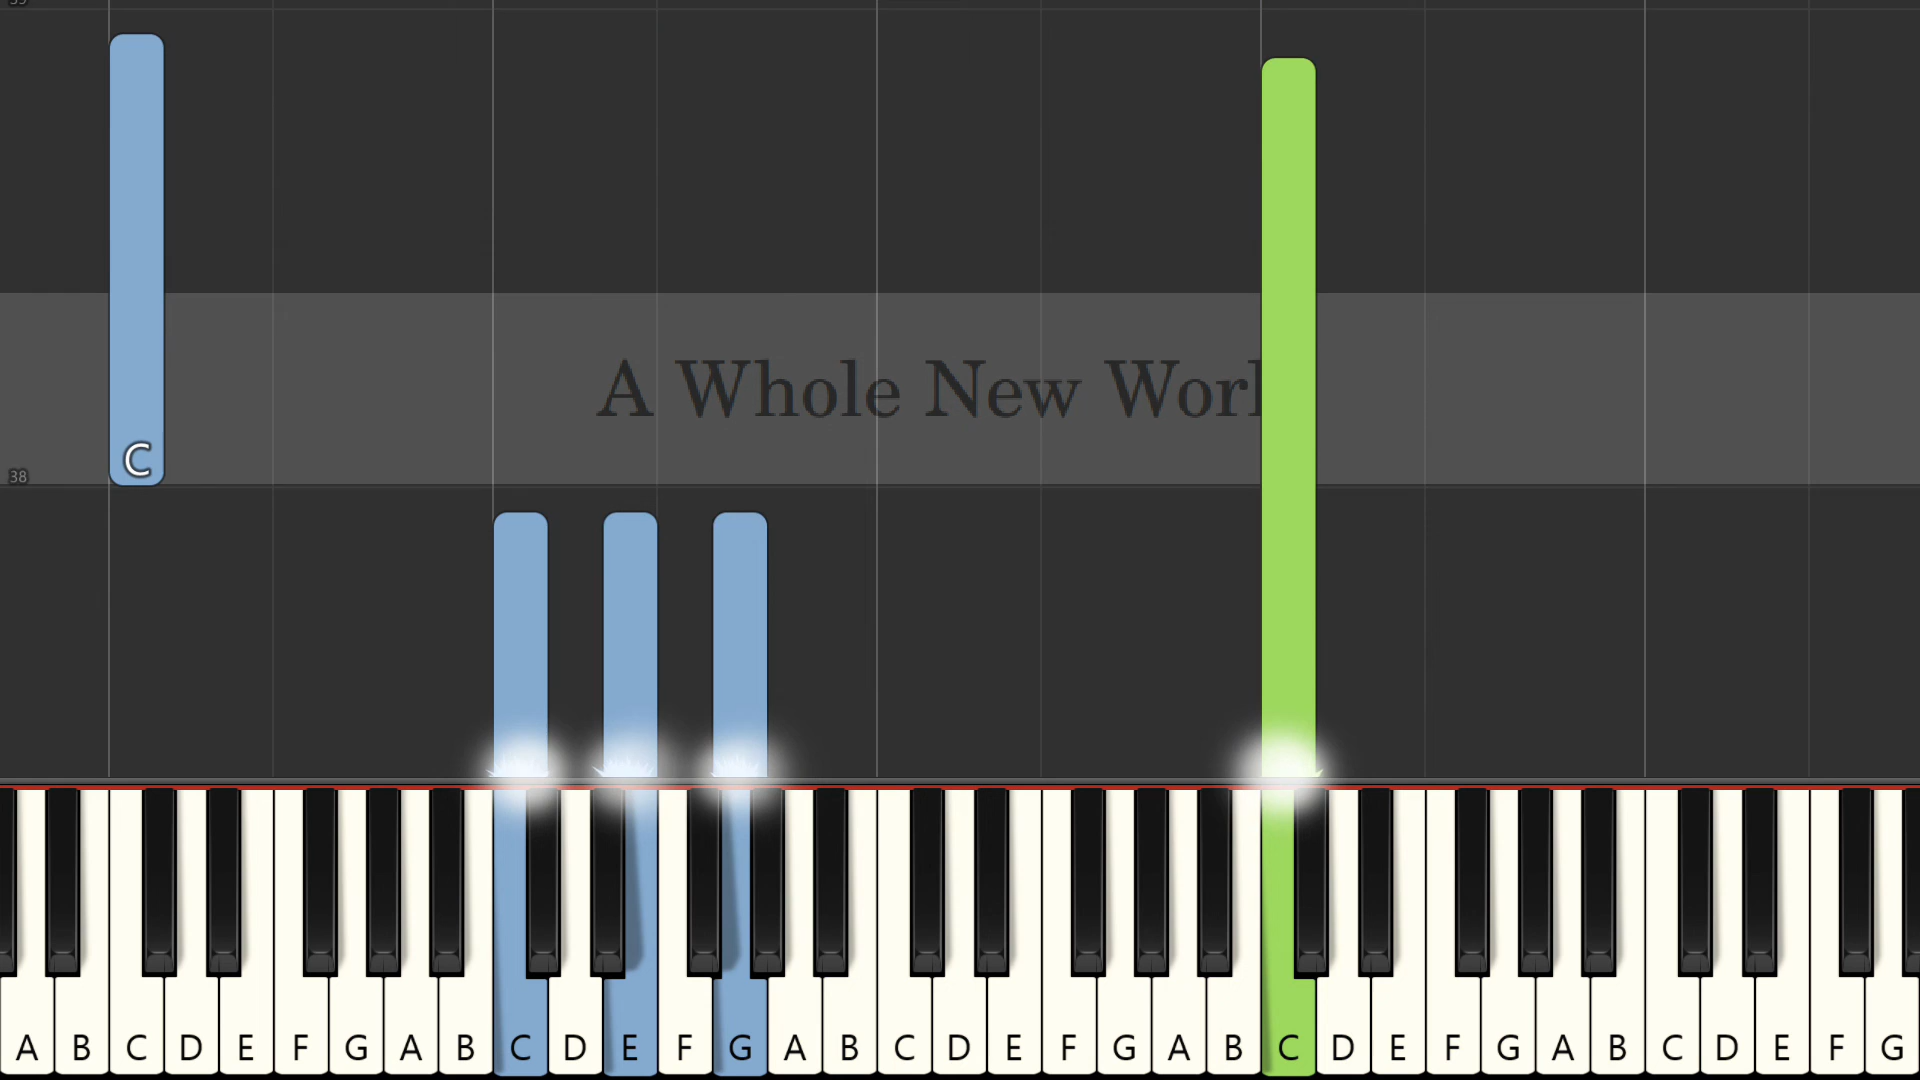 A Whole New Worl
C
38
A B C D E F G A B C D E F G A B C D E F G A B C D E F G A B C D E F G